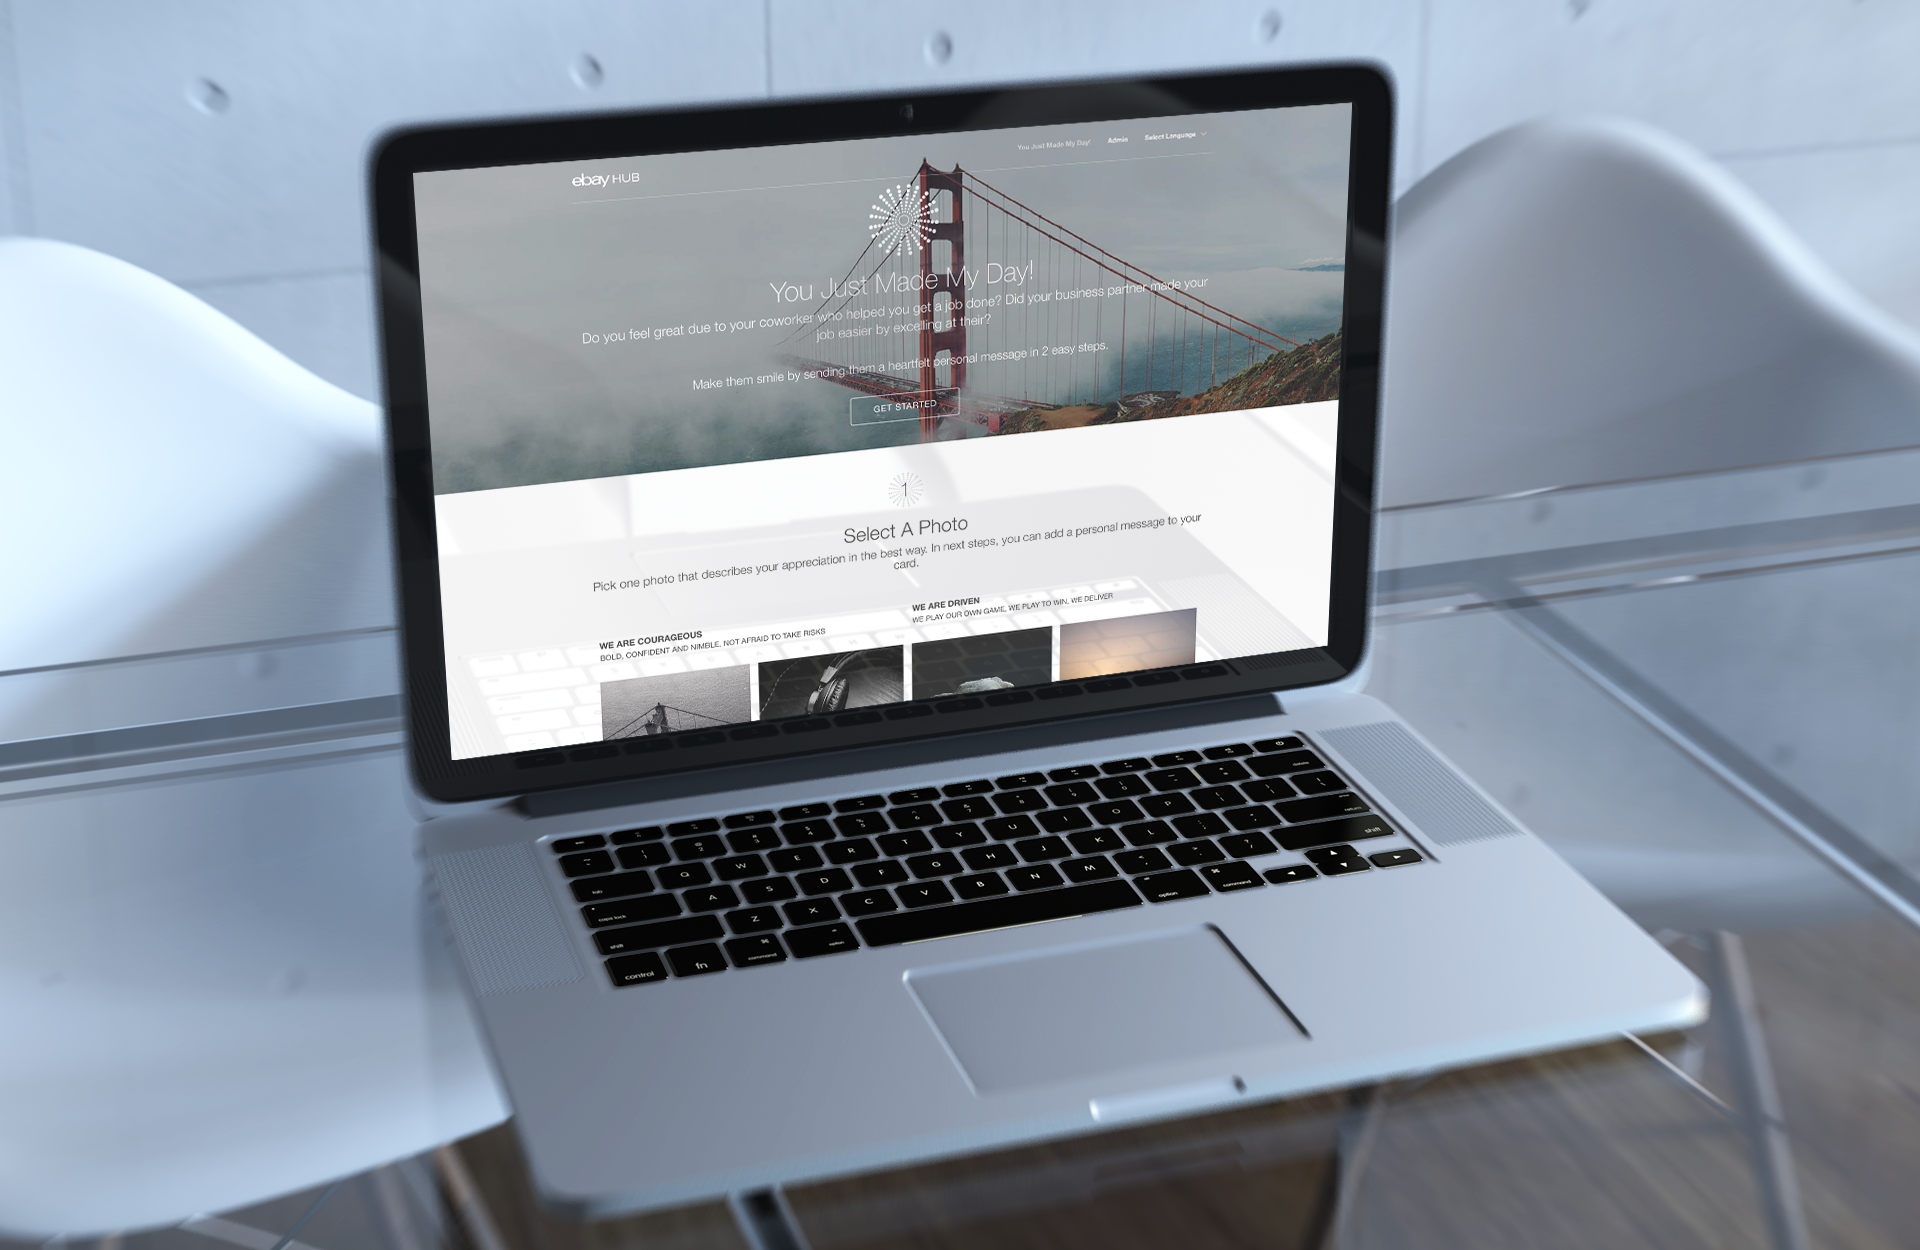 ebay HUB
You Just Made My Day!
Admin
Select Language
You Just Made My Day!
Do you feel great due to your coworker who helped you get a job done? Did your business partner made your
job easier by excelling at their?
Make them smile by sending them a heartfelt personal message in 2 easy steps.
GET STARTED
1
Select A Photo
Pick one photo that describes your appreciation in the best way. In next steps, you can add a personal message to your
card.
WE ARE COURAGEOUS
BOLD, CONFIDENT AND NIMBLE, NOT AFRAID TO TAKE RISKS
WE ARE DRIVEN
WE PLAY OUR OWN GAME, WE PLAY TO WIN, WE DELIVER
tab Q W E R T Y U I O P
caps lock A S D F G H J K L
shift Z X C V B N M shift
control fn command option option command